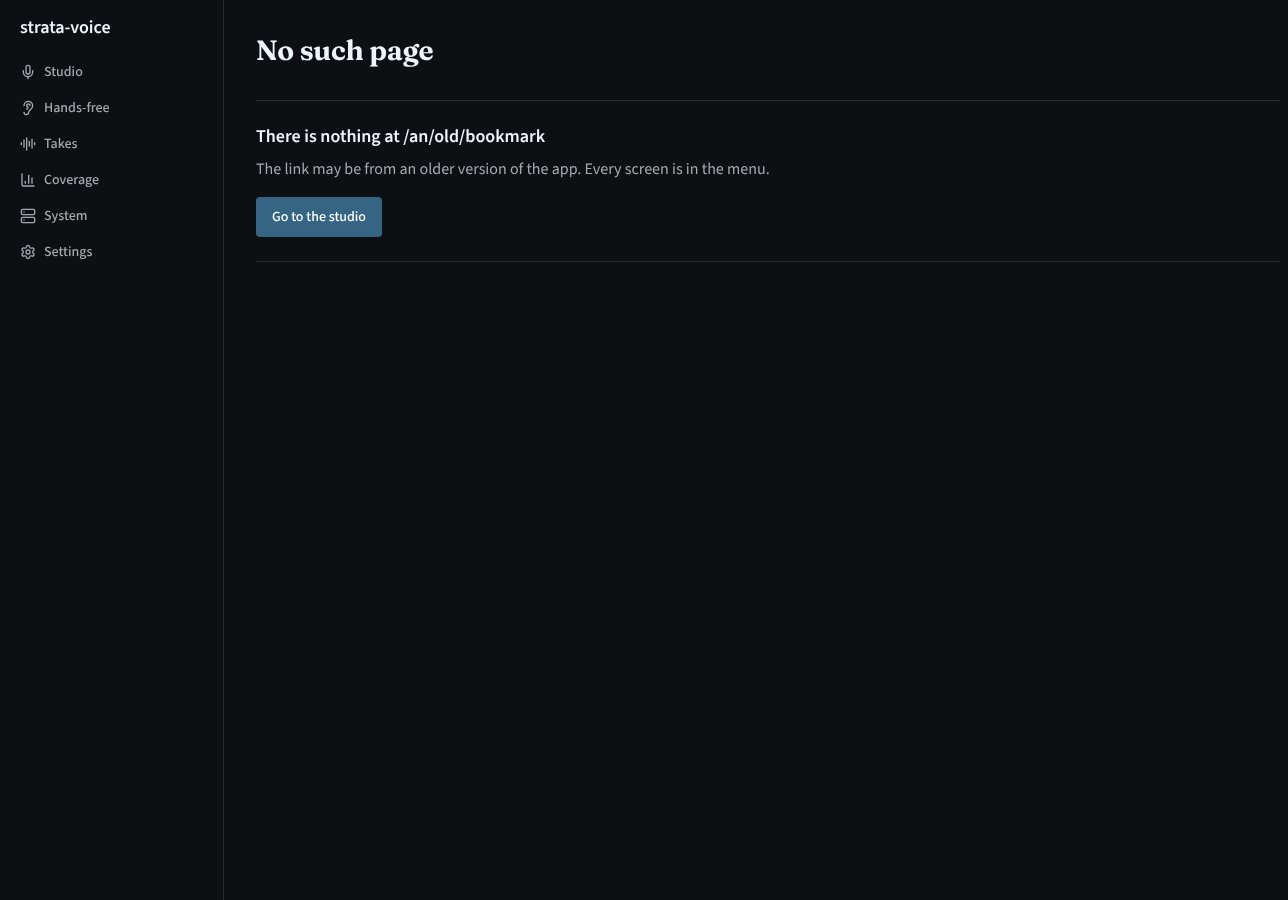 strata-voice
Studio
Hands-free
Takes
Coverage
System
Settings
No such page
There is nothing at /an/old/bookmark
The link may be from an older version of the app. Every screen is in the menu.
Go to the studio